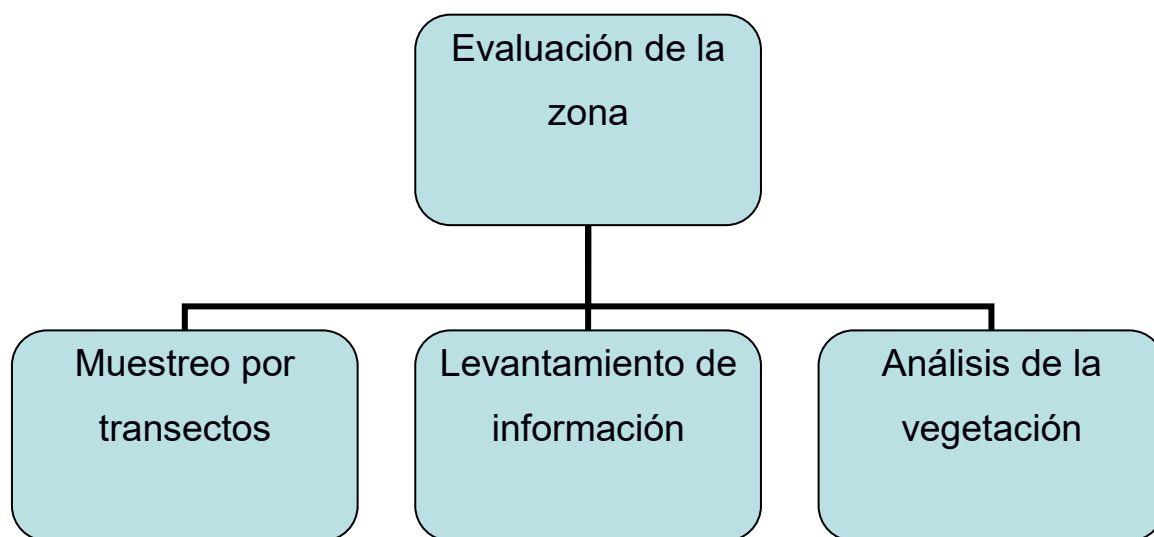 Evaluación de la
zona
Muestreo por
transectos
Levantamiento de
información
Análisis de la
vegetación